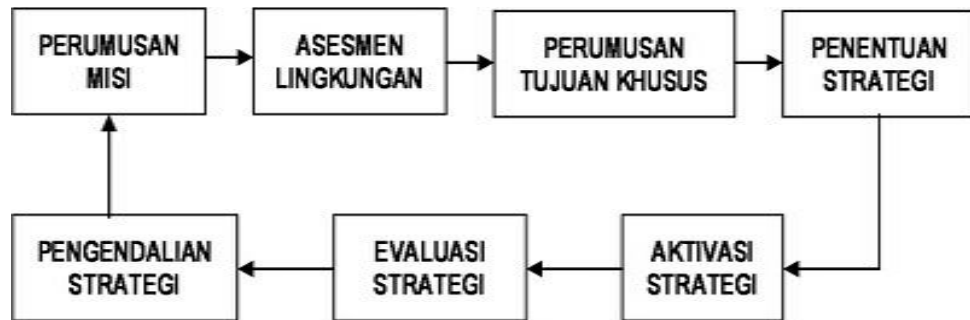 PERUMUSAN
MISI
ASESMEN
LINGKUNGAN
PERUMUSAN
TUJUAN KHUSUS
PENENTUAN
STRATEGI
PENGENDALIAN
STRATEGI
EVALUASI
STRATEGI
AKTIVASI
STRATEGI